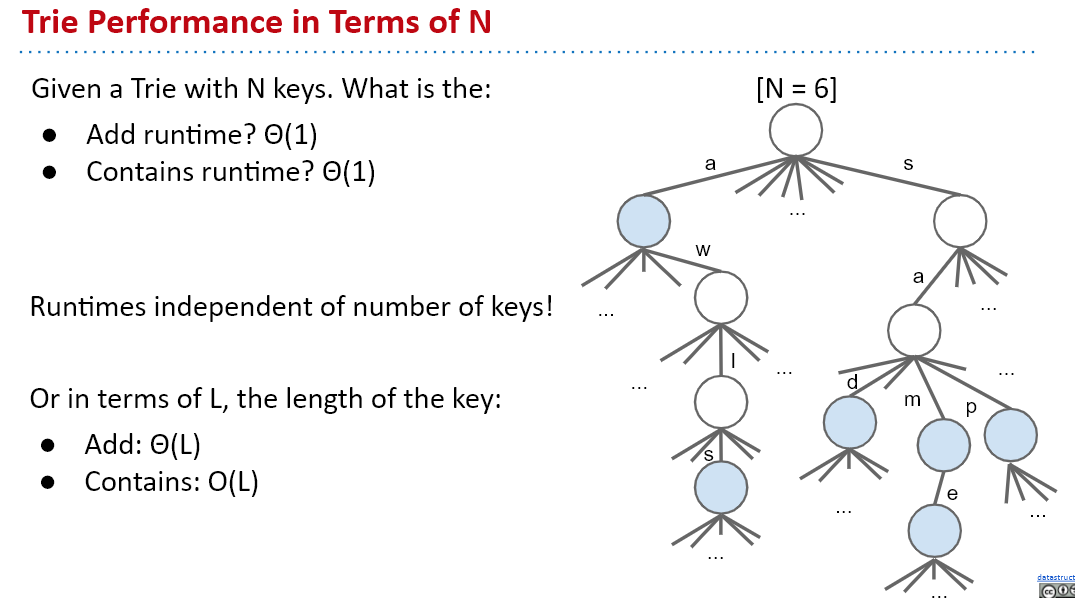 Trie Performance in Terms of N
Given a Trie with N keys. What is the:
● Add runtime? Θ(1)
● Contains runtime? Θ(1)
Runtimes independent of number of keys!
Or in terms of L, the length of the key:
● Add: Θ(L)
● Contains: O(L)
[N = 6]
a
s
...
w
a
...
...
l
...
...
...
d
m
p
s
e
...
...
...
...
datastruct
cc